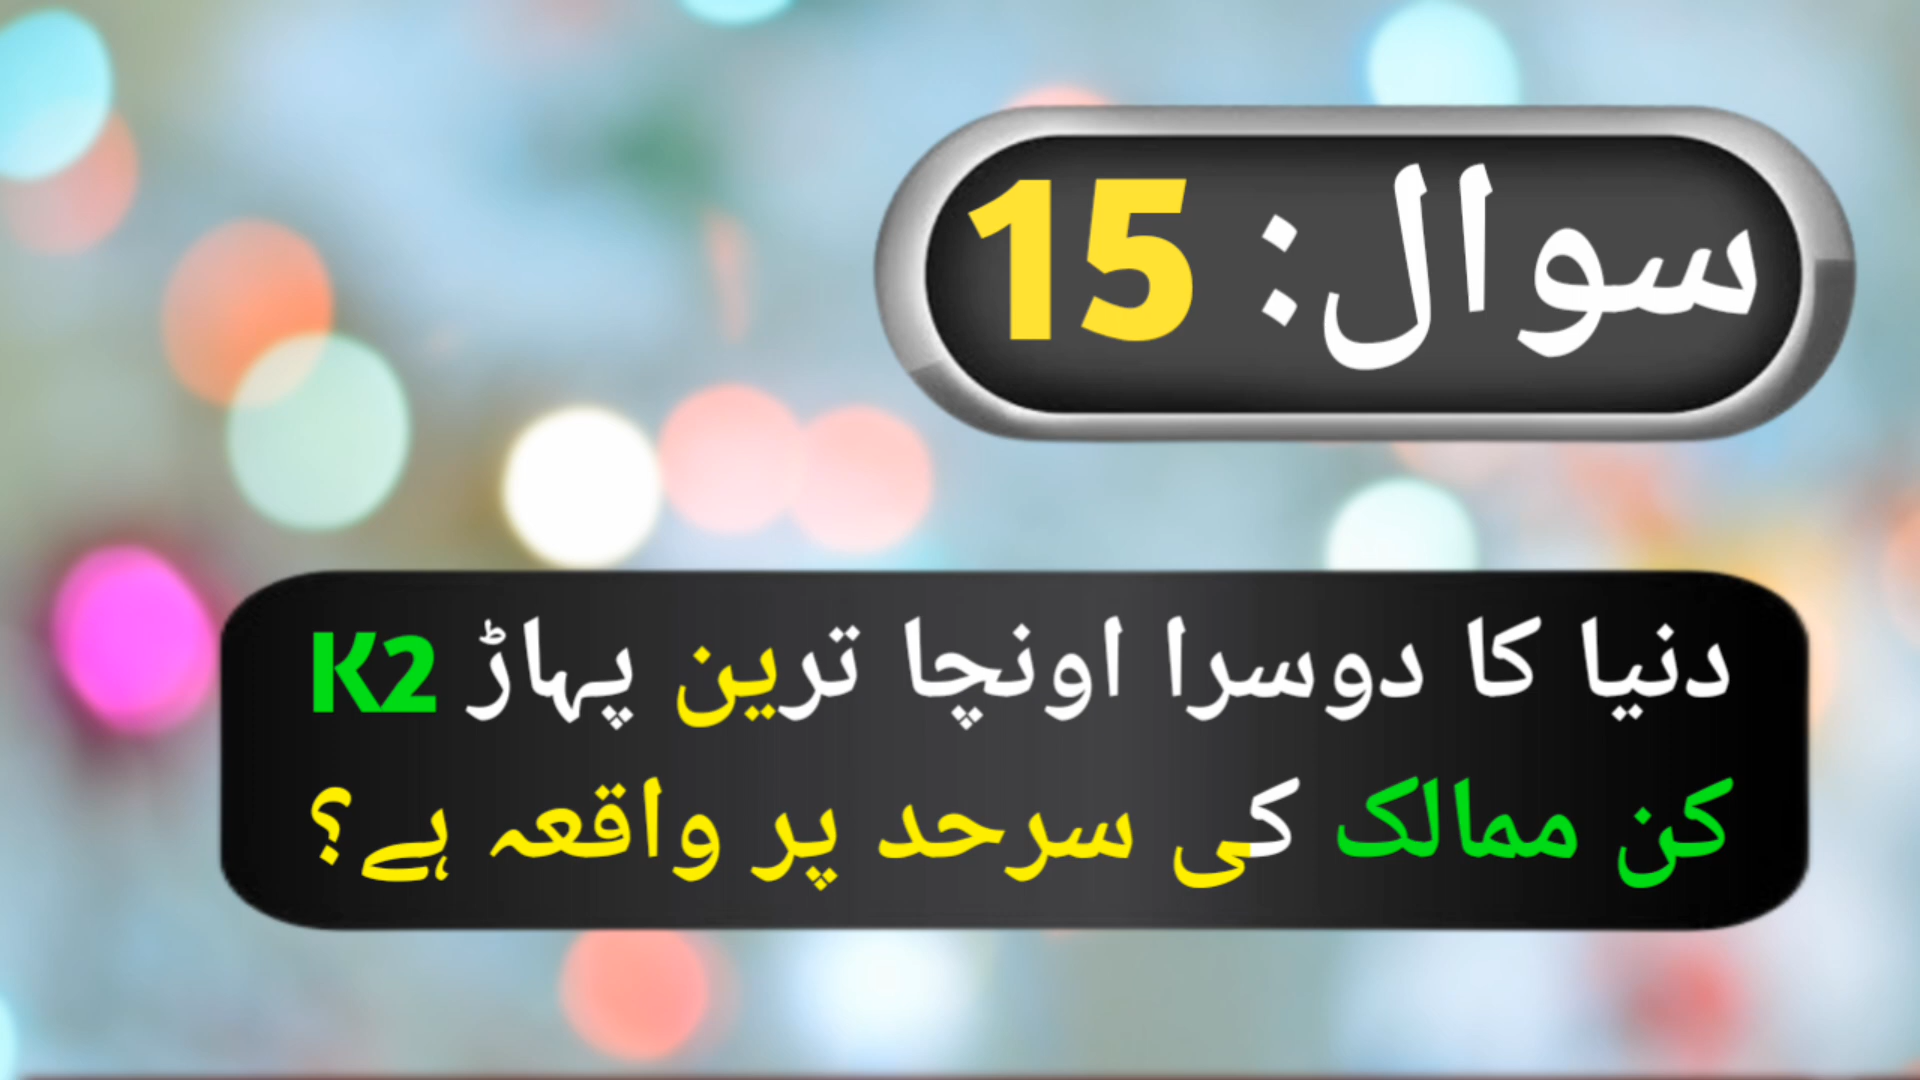 سوال: 15
دنیا کا دوسرا اونچا ترین پہاڑ K2
کن ممالک کی سرحد پر واقعہ ہے؟